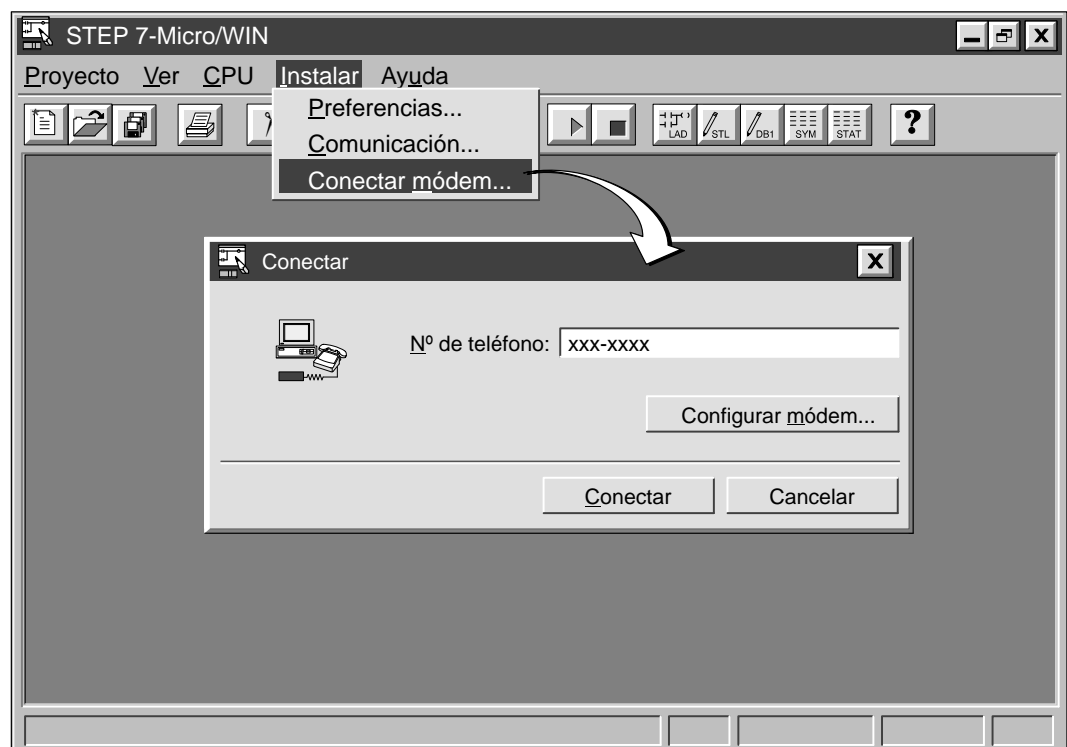 STEP 7-Micro/WIN
Proyecto Ver CPU Instalar Ayuda
Preferencias...
Comunicación...
Conectar módem...
LAD STL DB1 SYM STAT ?
Conectar
Nº de teléfono: xxx-xxxx
Configurar módem...
Conectar Cancelar